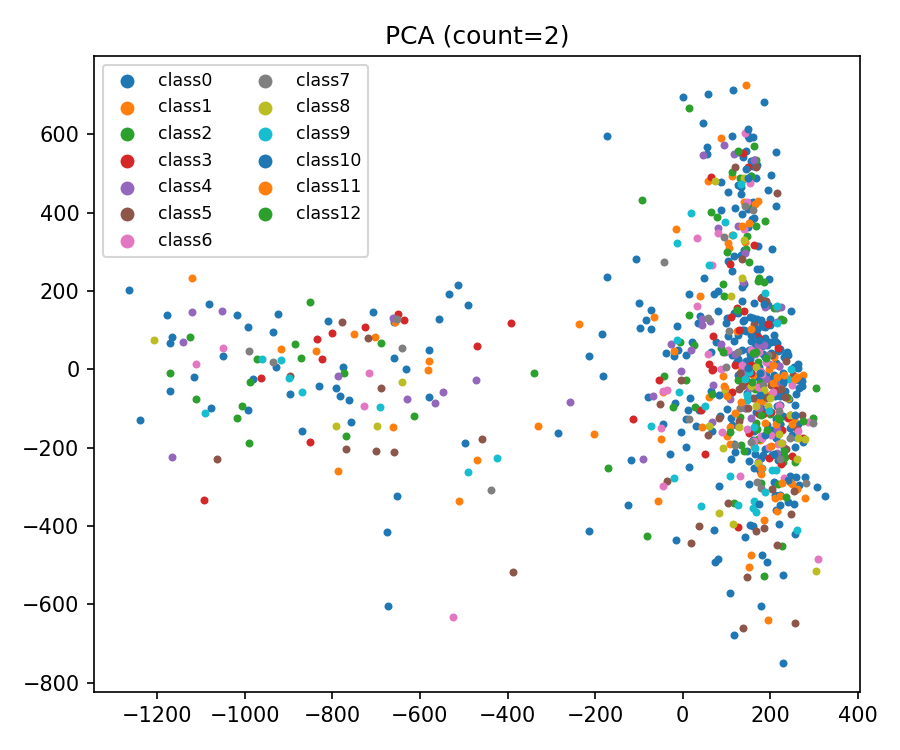 PCA (count=2)
class0
class1
class2
class3
class4
class5
class6
class7
class8
class9
class10
class11
class12
600
400
200
0
−200
−400
−600
−800
−1200 −1000 −800 −600 −400 −200 0 200 400